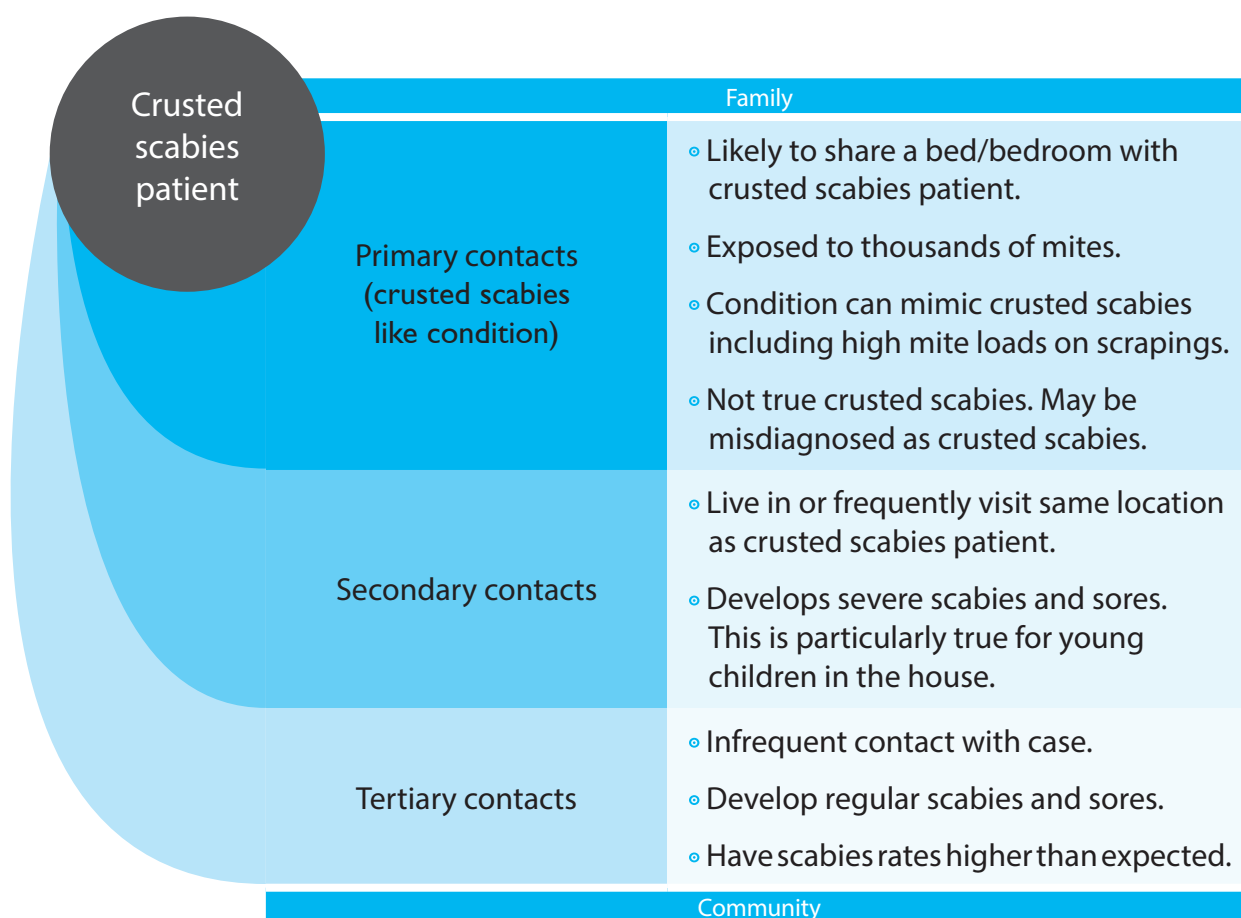 Crusted
scabies
patient
Family
Primary contacts
(crusted scabies
like condition)
Likely to share a bed/bedroom with
crusted scabies patient.
Exposed to thousands of mites.
Condition can mimic crusted scabies
including high mite loads on scrapings.
Not true crusted scabies. May be
misdiagnosed as crusted scabies.
Secondary contacts
Live in or frequently visit same location
as crusted scabies patient.
Develops severe scabies and sores.
This is particularly true for young
children in the house.
Tertiary contacts
Infrequent contact with case.
Develop regular scabies and sores.
Have scabies rates higher than expected.
Community